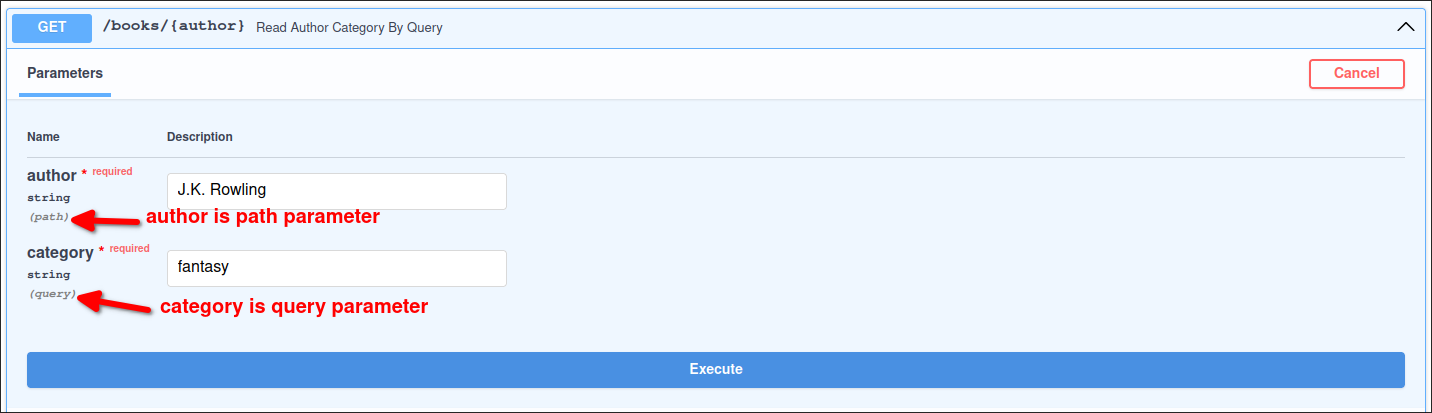 GET /books/{author} Read Author Category By Query
Parameters
Cancel
Name Description
author * required
string
(path)
J.K. Rowling
author is path parameter
category * required
string
(query)
fantasy
category is query parameter
Execute